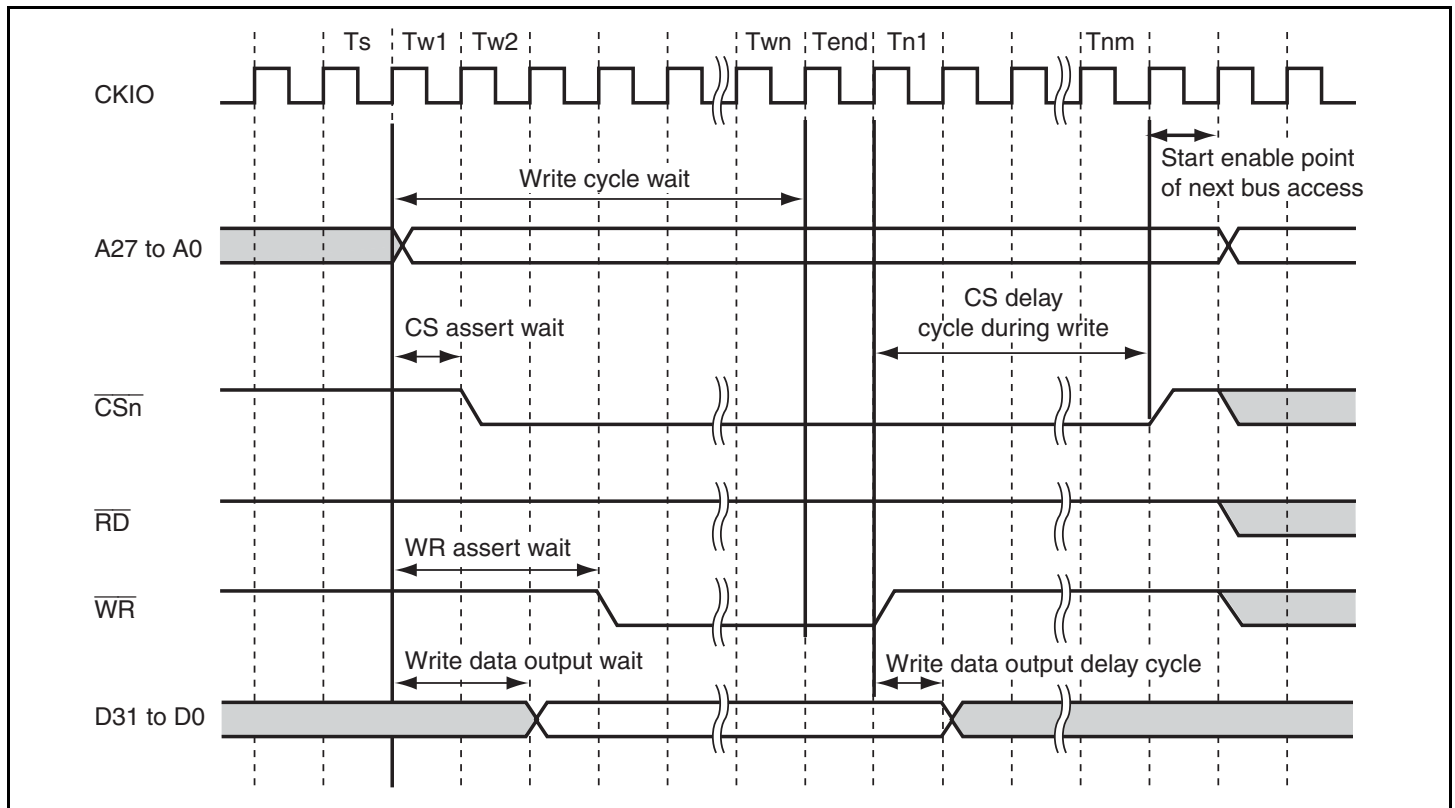 Ts Tw1 Tw2 Twn Tend Tn1 Tnm
CKIO
Start enable point
of next bus access
Write cycle wait
A27 to A0
CS delay
cycle during write
CS assert wait
CSn
RD
WR assert wait
WR
Write data output wait
Write data output delay cycle
D31 to D0